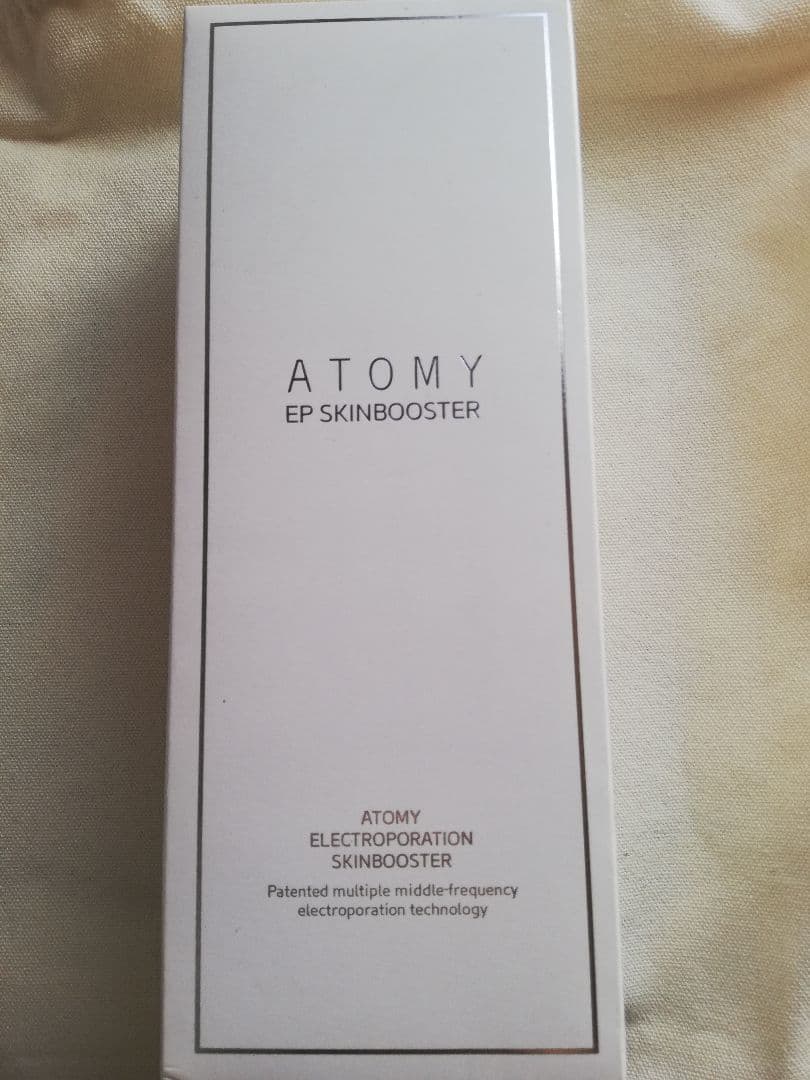 ATOMY
EP SKINBOOSTER
ATOMY
ELECTROPORATION
SKINBOOSTER
Patented multiple middle-frequency
electroporation technology